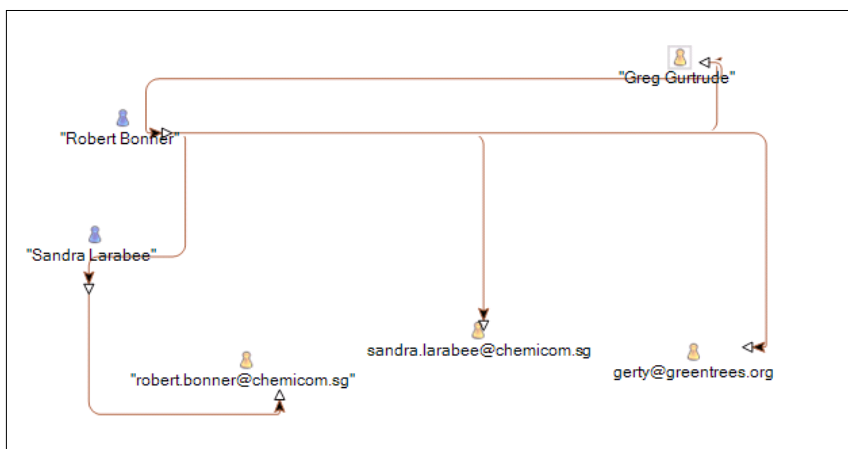 "Greg Gurtrude"
"Robert Bonner"
"Sandra Larabee"
sandra.larabee@chemicom.sg
"robert.bonner@chemicom.sg"
gerty@greentrees.org